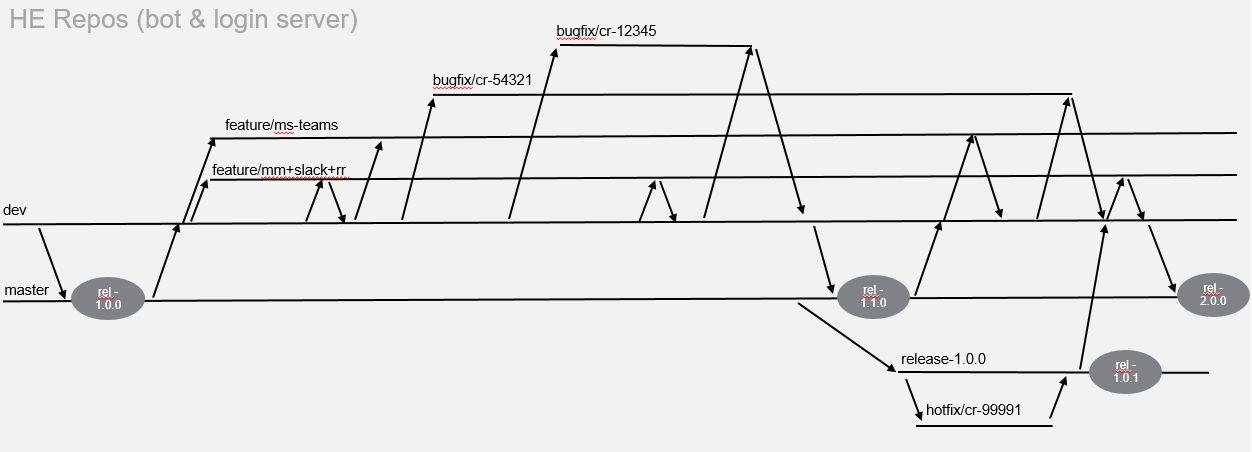 HE Repos (bot & login server)
bugfix/cr-12345
bugfix/cr-54321
feature/ms-teams
feature/mm+slack+rr
dev
master
rel -
1.0.0
rel -
1.1.0
rel -
2.0.0
release-1.0.0
rel -
1.0.1
hotfix/cr-99991